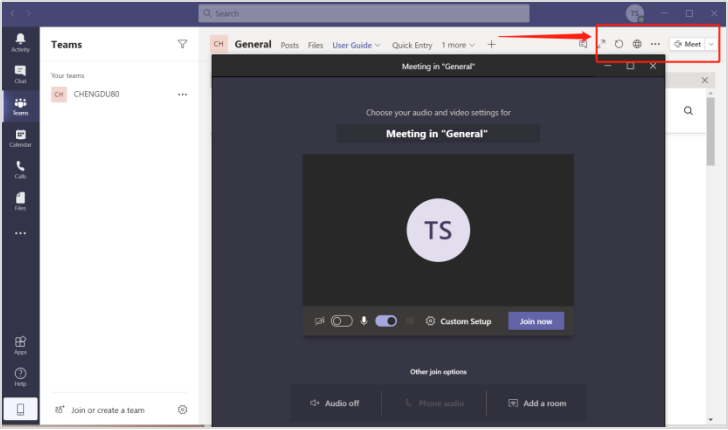 Search
TS
Activity
Chat
Teams
Calendar
Calls
Files
Apps
Help
Teams
Your teams
CH CHENGDU80
Join or create a team
CH General Posts Files User Guide Quick Entry 1 more
Meet
Meeting in "General"
Choose your audio and video settings for
Meeting in "General"
TS
Custom Setup Join now
Other join options
Audio off Phone audio Add a room